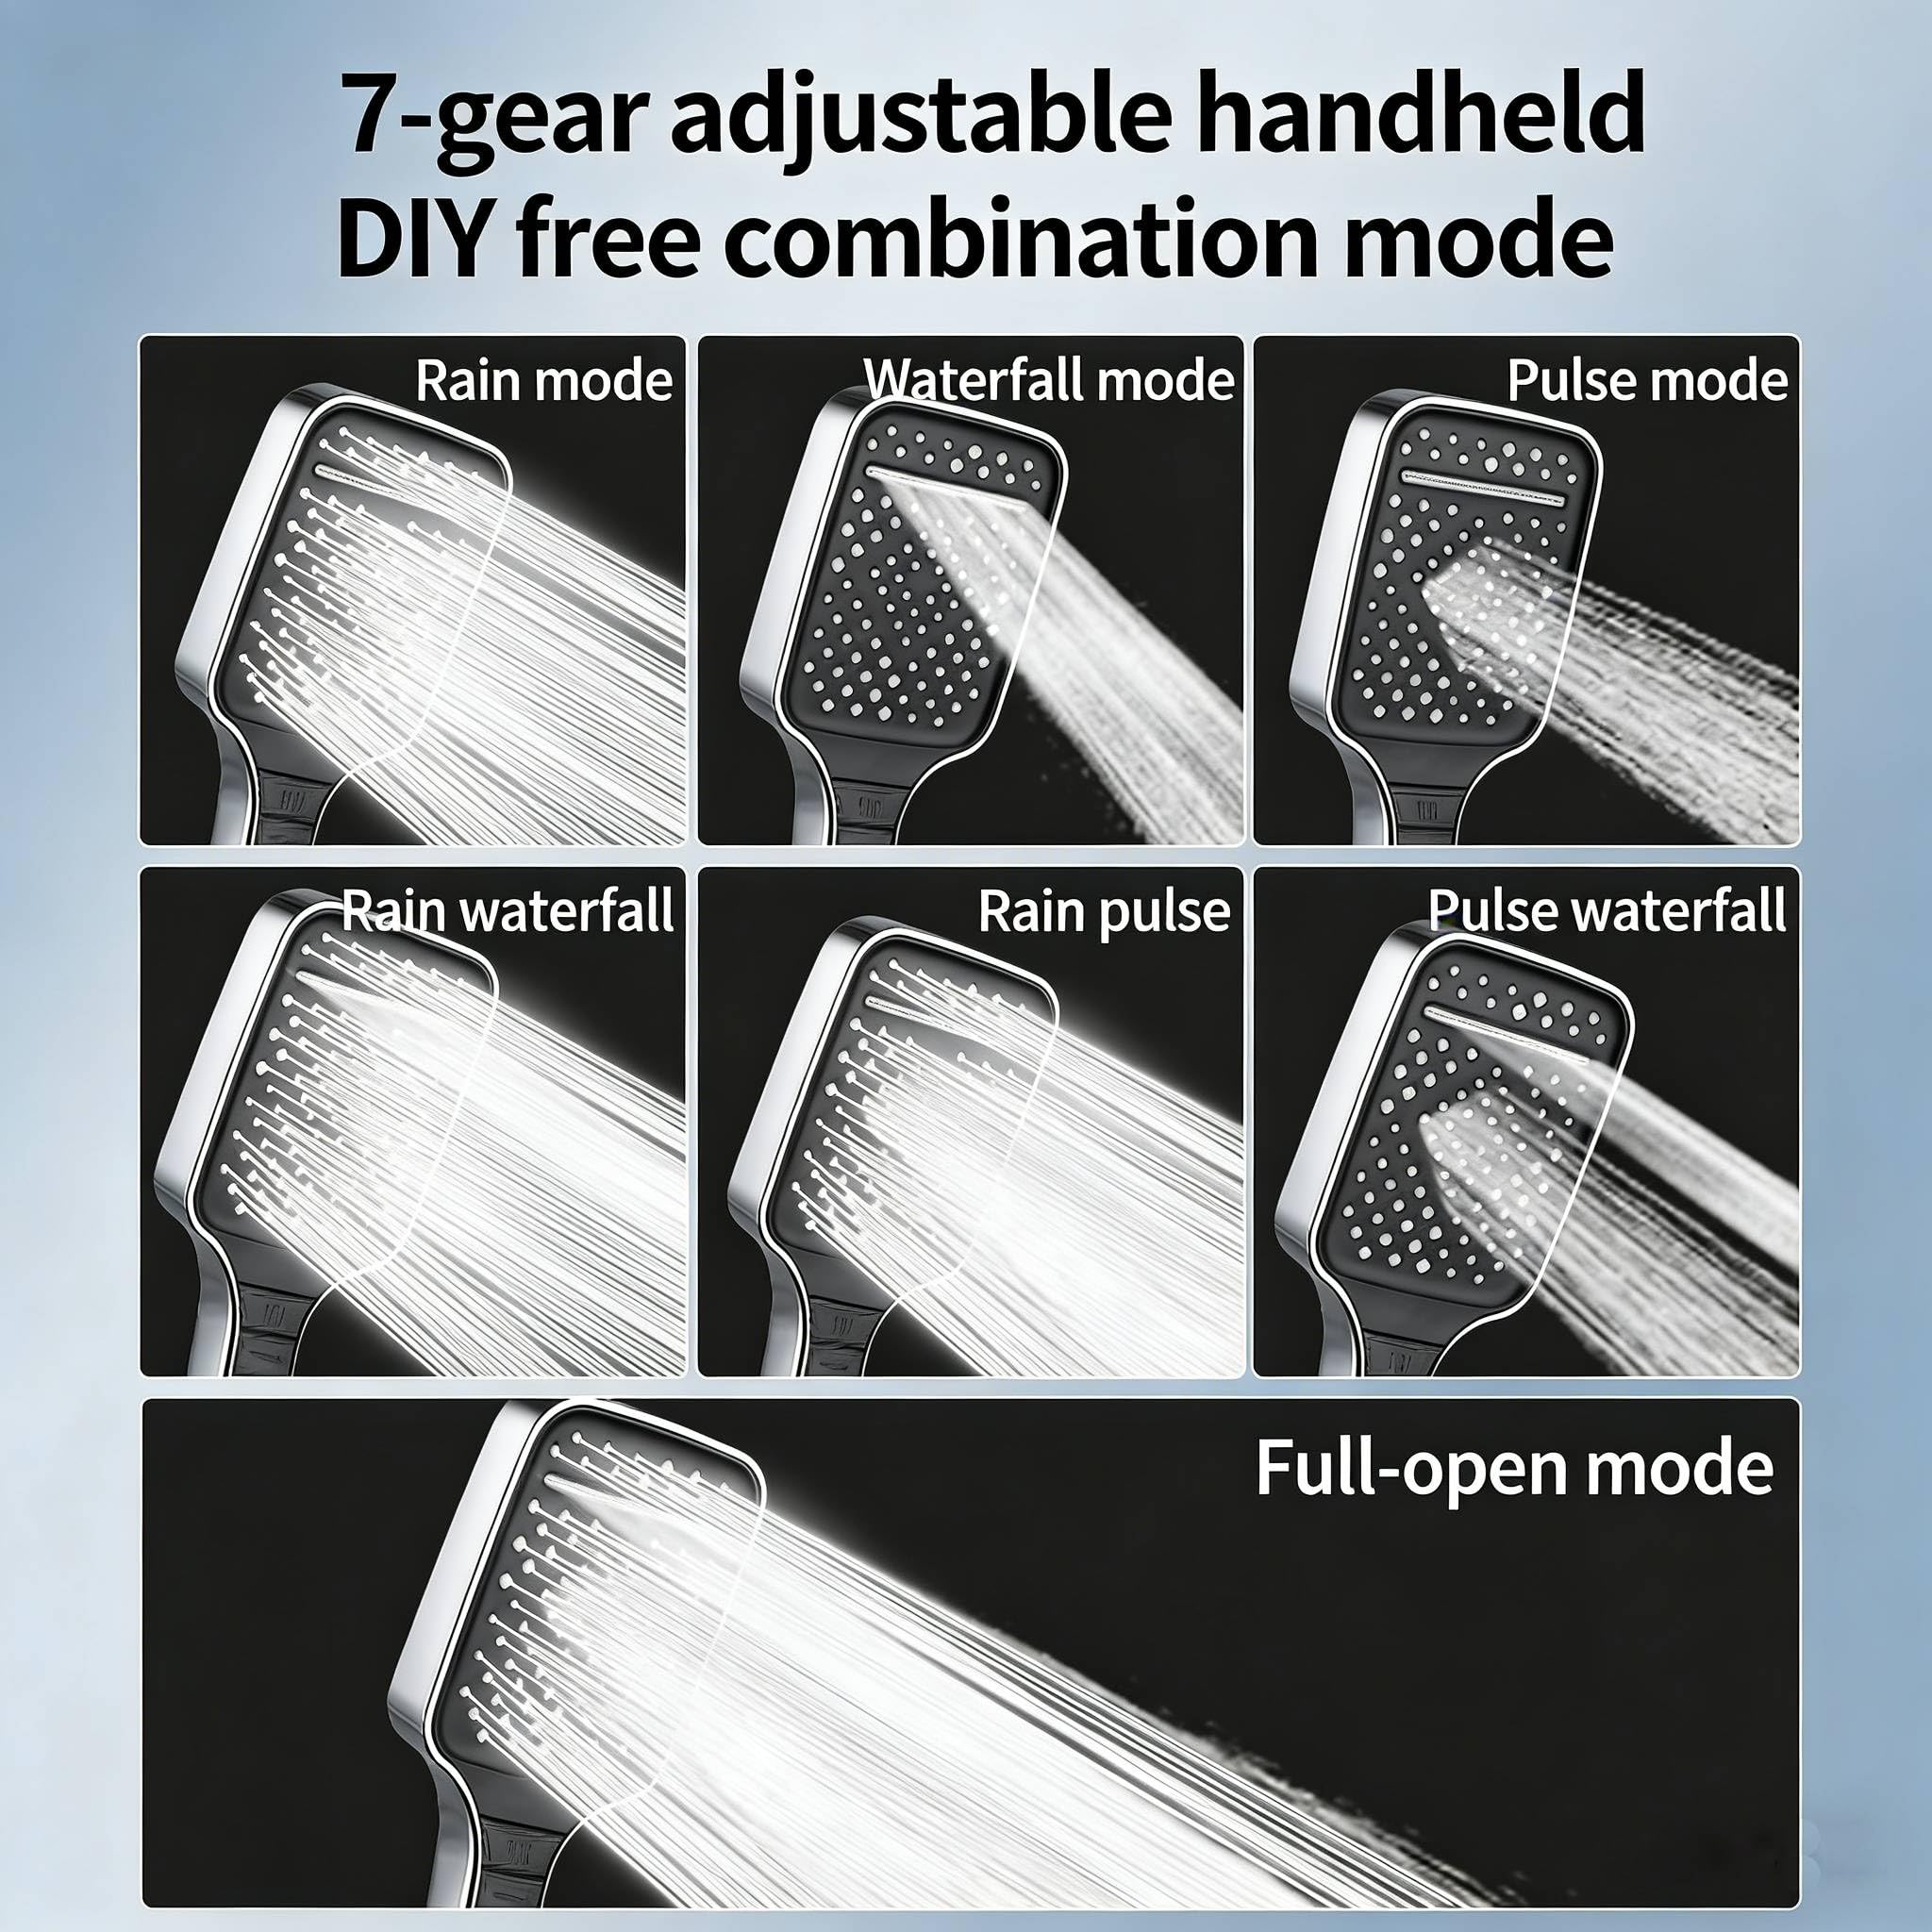 7-gear adjustable handheld
DIY free combination mode
Rain mode
Waterfall mode
Pulse mode
Rain waterfall
Rain pulse
Pulse waterfall
Full-open mode